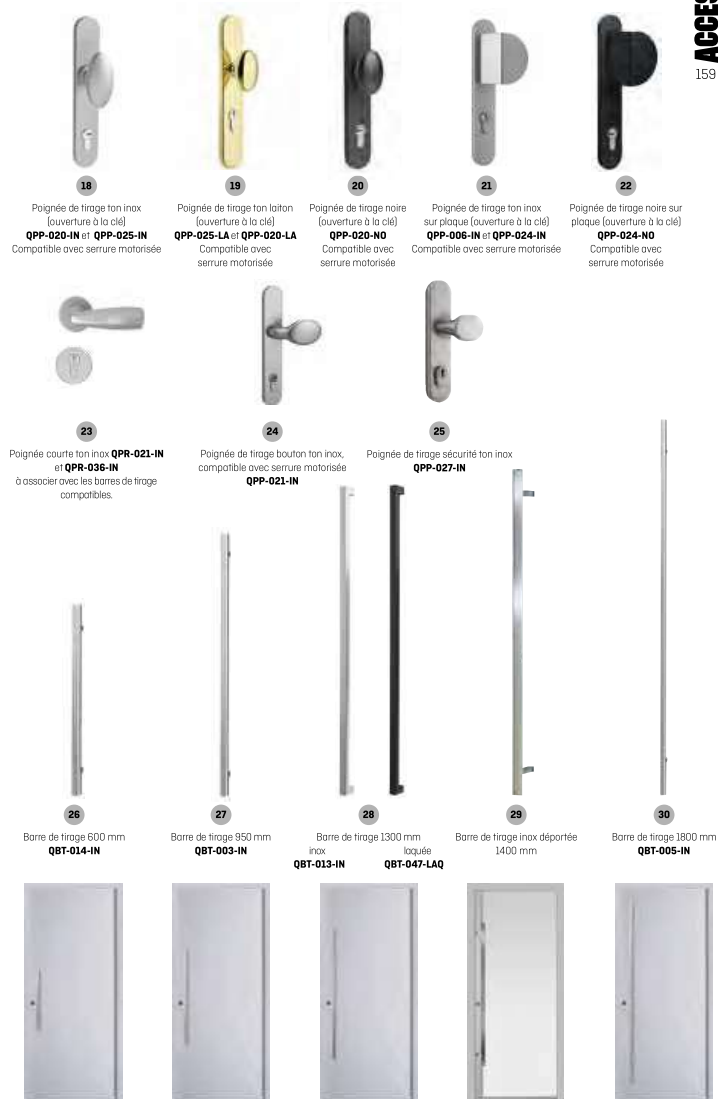 ACCES
159
18
Poignée de tirage ton inox
(ouverture à la clé)
QPP-020-IN et QPP-025-IN
Compatible avec serrure motorisée
19
Poignée de tirage ton laiton
(ouverture à la clé)
QPP-025-LA et QPP-020-LA
Compatible avec
serrure motorisée
20
Poignée de tirage noire
(ouverture à la clé)
QPP-020-NO
Compatible avec
serrure motorisée
21
Poignée de tirage ton inox
sur plaque (ouverture à la clé)
QPP-006-IN et QPP-024-IN
Compatible avec serrure motorisée
22
Poignée de tirage noire sur
plaque (ouverture à la clé)
QPP-024-NO
Compatible avec
serrure motorisée
23
Poignée courte ton inox QPR-021-IN
et QPR-036-IN
à associer avec les barres de tirage
compatibles.
24
Poignée de tirage bouton ton inox,
compatible avec serrure motorisée
QPP-021-IN
25
Poignée de tirage sécurité ton inox
QPP-027-IN
26
Barre de tirage 600 mm
QBT-014-IN
27
Barre de tirage 950 mm
QBT-003-IN
28
Barre de tirage 1300 mm
inox laquée
QBT-013-IN QBT-047-LAQ
29
Barre de tirage inox déportée
1400 mm
30
Barre de tirage 1800 mm
QBT-005-IN